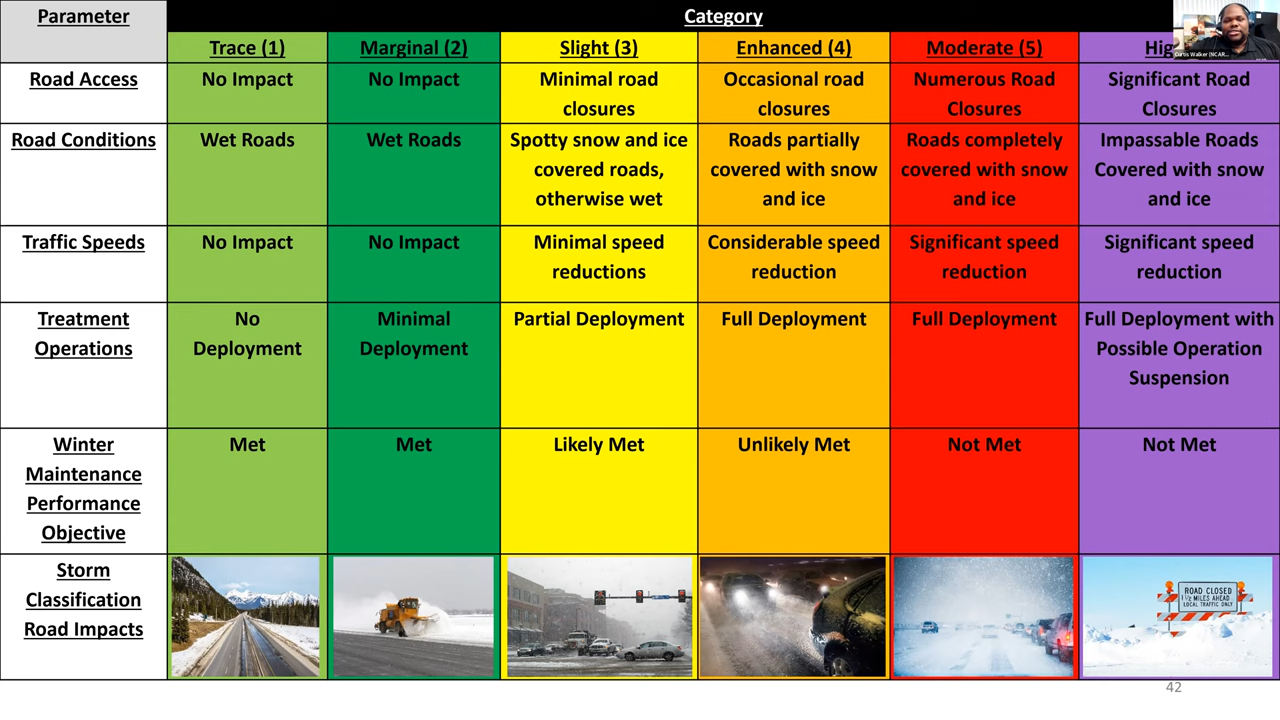 Parameter
Category
Trace (1)
Marginal (2)
Slight (3)
Enhanced (4)
Moderate (5)
Curtis Walker (NCAR...
Road Access
No Impact
No Impact
Minimal road
closures
Occasional road
closures
Numerous Road
Closures
Significant Road
Closures
Road Conditions
Wet Roads
Wet Roads
Spotty snow and ice
covered roads,
otherwise wet
Roads partially
covered with snow
and ice
Roads completely
covered with snow
and ice
Impassable Roads
Covered with snow
and ice
Traffic Speeds
No Impact
No Impact
Minimal speed
reductions
Considerable speed
reduction
Significant speed
reduction
Significant speed
reduction
Treatment
Operations
No
Deployment
Minimal
Deployment
Partial Deployment
Full Deployment
Full Deployment
Full Deployment with
Possible Operation
Suspension
Winter
Maintenance
Performance
Objective
Met
Met
Likely Met
Unlikely Met
Not Met
Not Met
Storm
Classification
Road Impacts
ROAD CLOSED
1/2 MILES AHEAD
LOCAL TRAFFIC ONLY
42